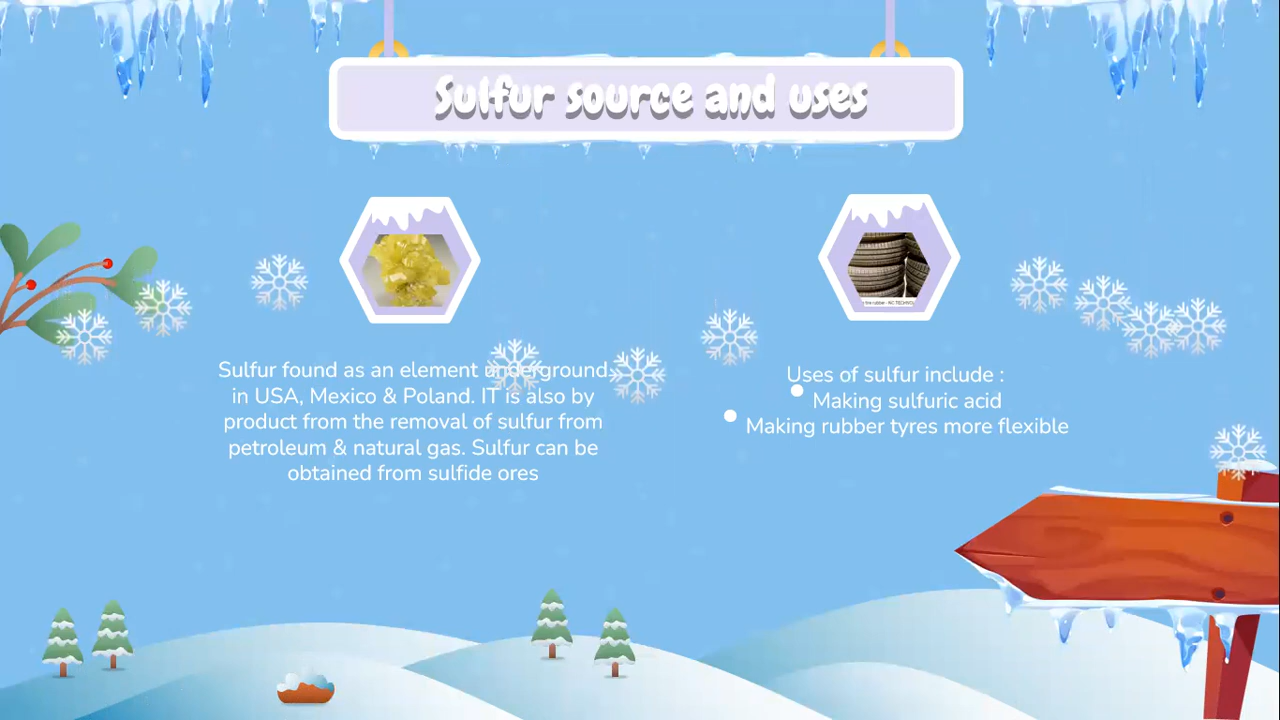 Sulfur source and uses
Sulfur found as an element underground
in USA, Mexico & Poland. IT is also by
product from the removal of sulfur from
petroleum & natural gas. Sulfur can be
obtained from sulfide ores
Uses of sulfur include :
Making sulfuric acid
Making rubber tyres more flexible